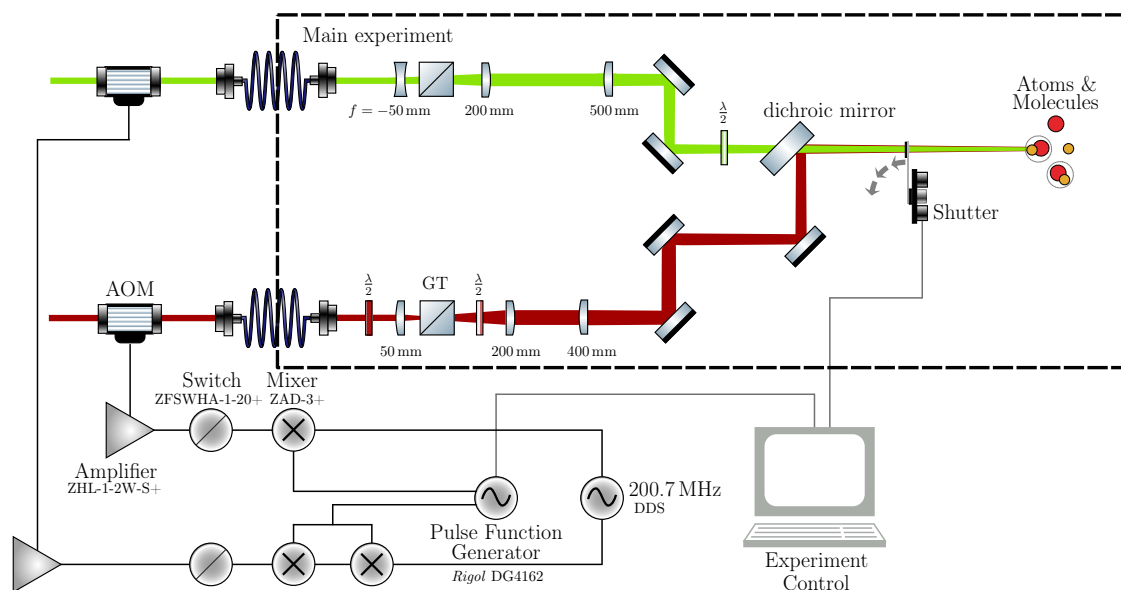 Main experiment
f = −50 mm
200 mm
500 mm
λ/2
dichroic mirror
Atoms &
Molecules
Shutter
AOM
λ/2
50 mm
GT
λ/2
200 mm
400 mm
Switch
ZFSWHA-1-20+
Mixer
ZAD-3+
Amplifier
ZHL-1-2W-S+
200.7 MHz
DDS
Pulse Function
Generator
Rigol DG4162
Experiment
Control